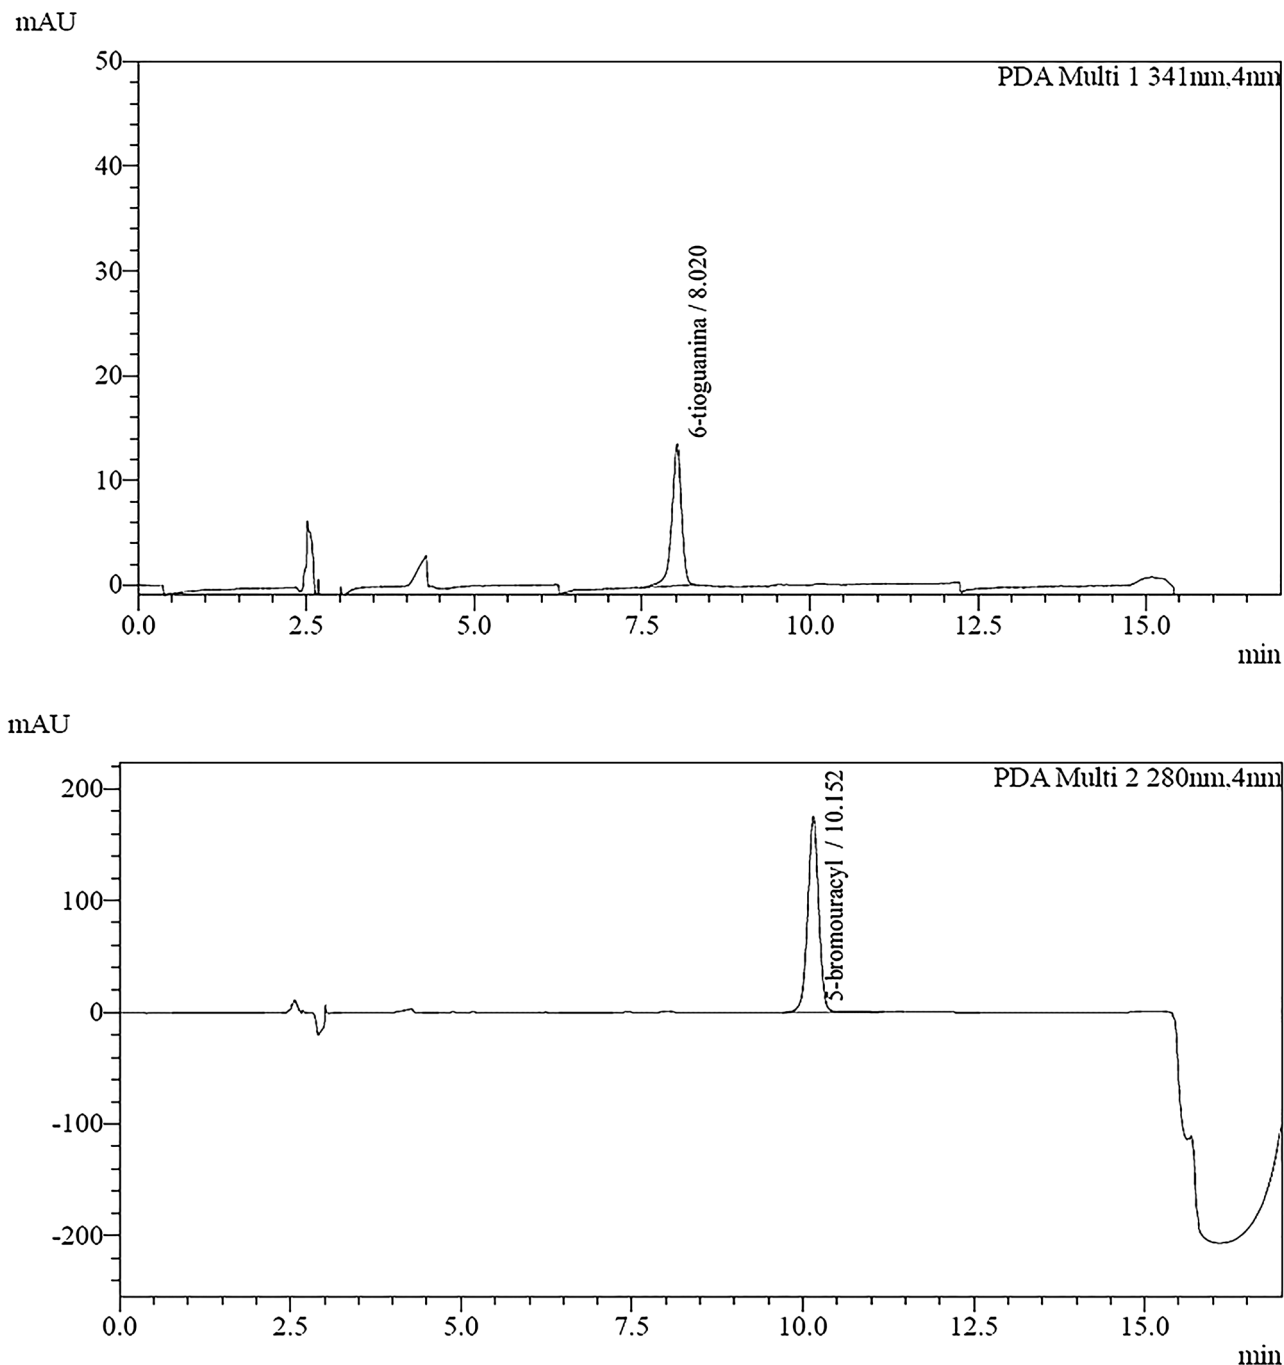 mAU
PDA Multi 1 341nm,4nm
50
40
30
20
10
0
6-tioguanina / 8.020
0.0 2.5 5.0 7.5 10.0 12.5 15.0
min
mAU
PDA Multi 2 280nm,4nm
200
100
0
-100
-200
5-bromouracyl / 10.152
0.0 2.5 5.0 7.5 10.0 12.5 15.0
min